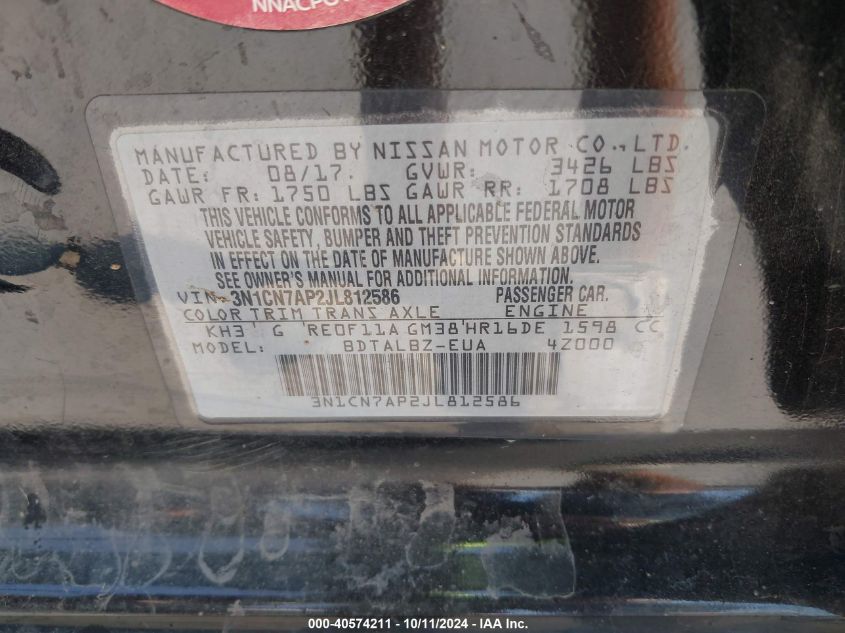 MANUFACTURED BY NISSAN MOTOR CO., LTD.
DATE: 08/17. GVWR: 3426 LBS
GAWR FR: 1750 LBS GAWR RR: 1708 LBS
THIS VEHICLE CONFORMS TO ALL APPLICABLE FEDERAL MOTOR
VEHICLE SAFETY, BUMPER AND THEFT PREVENTION STANDARDS
IN EFFECT ON THE DATE OF MANUFACTURE SHOWN ABOVE.
SEE OWNER'S MANUAL FOR ADDITIONAL INFORMATION.
VIN 3N1CN7AP2JL812586 PASSENGER CAR.
COLOR TRIM TRANS AXLE ENGINE
KH3 G RE0F11A GM38 HR16DE 1598 CC
MODEL: BDTALBZ-EUA 4Z000
3N1CN7AP2JL812586
000-40574211 - 10/11/2024 - IAA Inc.